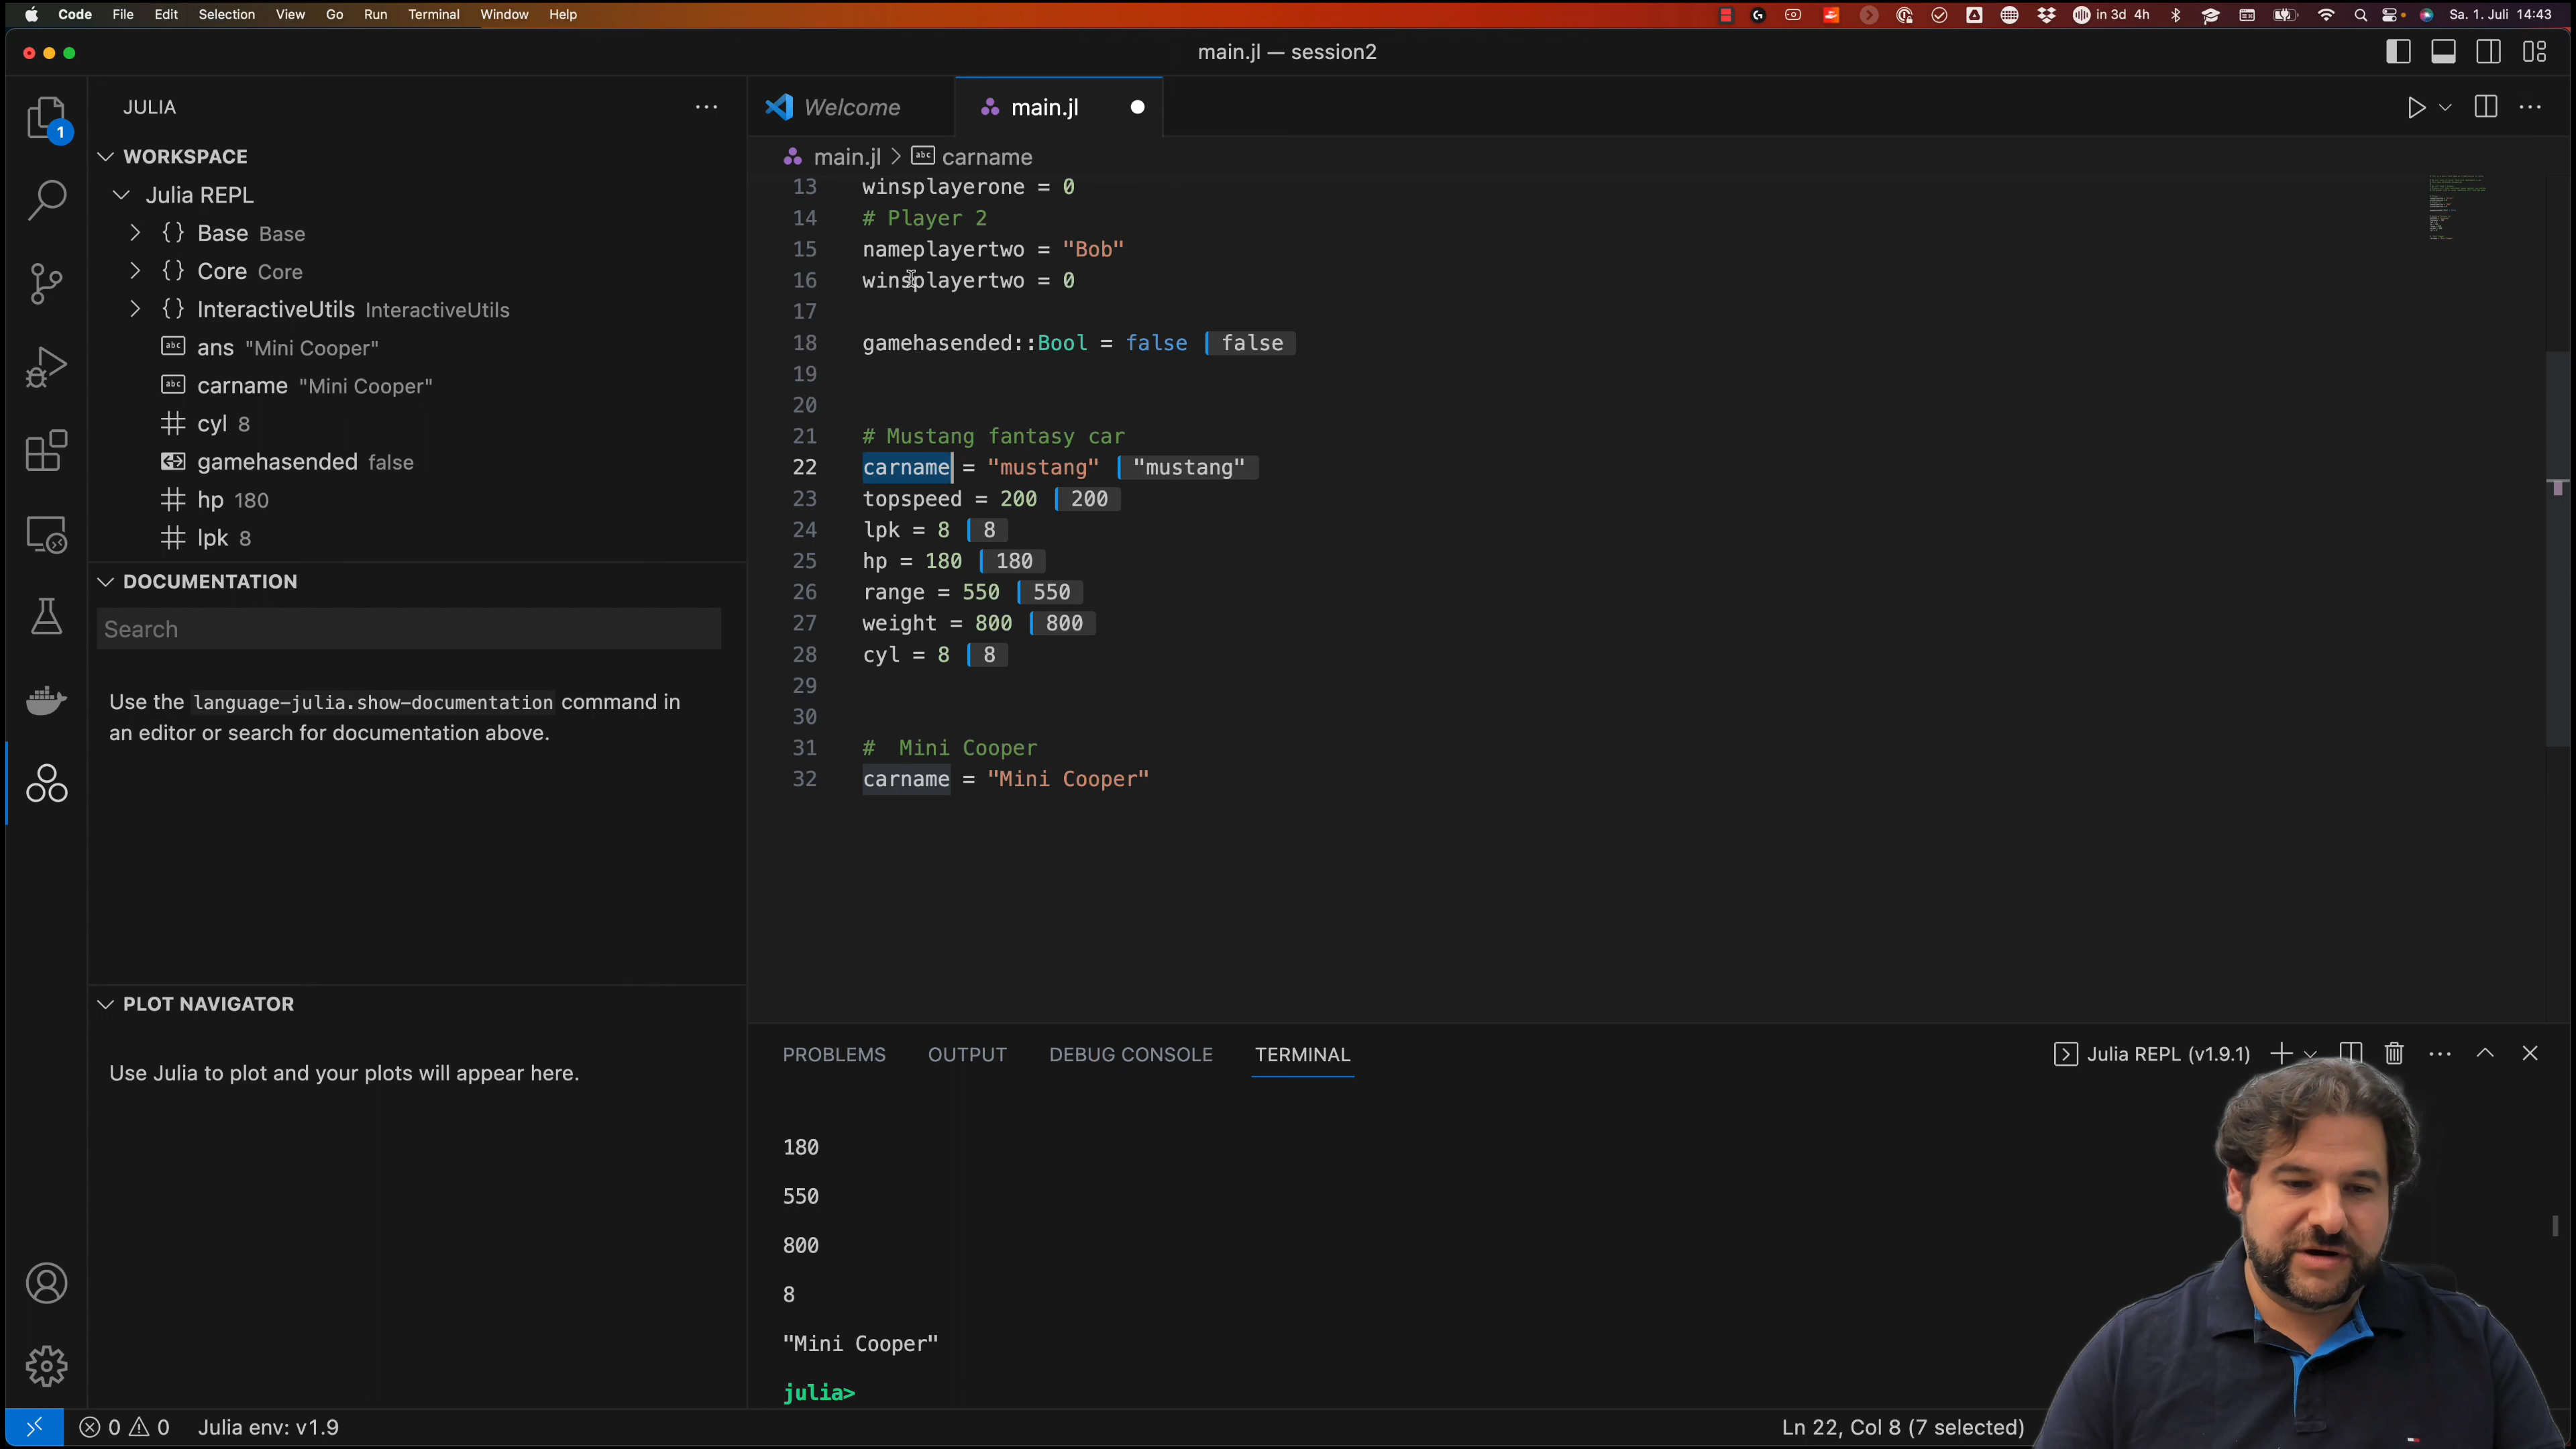 Code File Edit Selection View Go Run Terminal Window Help in 3d 4h Sa. 1. Juli 14:43
main.jl — session2
JULIA
WORKSPACE
Julia REPL
{} Base Base
{} Core Core
{} InteractiveUtils InteractiveUtils
abc ans "Mini Cooper"
abc carname "Mini Cooper"
cyl 8
gamehasended false
hp 180
lpk 8
DOCUMENTATION
Search
Use the language-julia.show-documentation command in
an editor or search for documentation above.
PLOT NAVIGATOR
Use Julia to plot and your plots will appear here.
1
Welcome main.jl
main.jl > abc carname
13 winsplayerone = 0
14 # Player 2
15 nameplayertwo = "Bob"
16 winsplayertwo = 0
17
18 gamehasended::Bool = false false
19
20
21 # Mustang fantasy car
22 carname = "mustang" "mustang"
23 topspeed = 200 200
24 lpk = 8 8
25 hp = 180 180
26 range = 550 550
27 weight = 800 800
28 cyl = 8 8
29
30
31 #  Mini Cooper
32 carname = "Mini Cooper"
PROBLEMS OUTPUT DEBUG CONSOLE TERMINAL Julia REPL (v1.9.1)
180
550
800
8
"Mini Cooper"
julia>
0 0 Julia env: v1.9 Ln 22, Col 8 (7 selected)